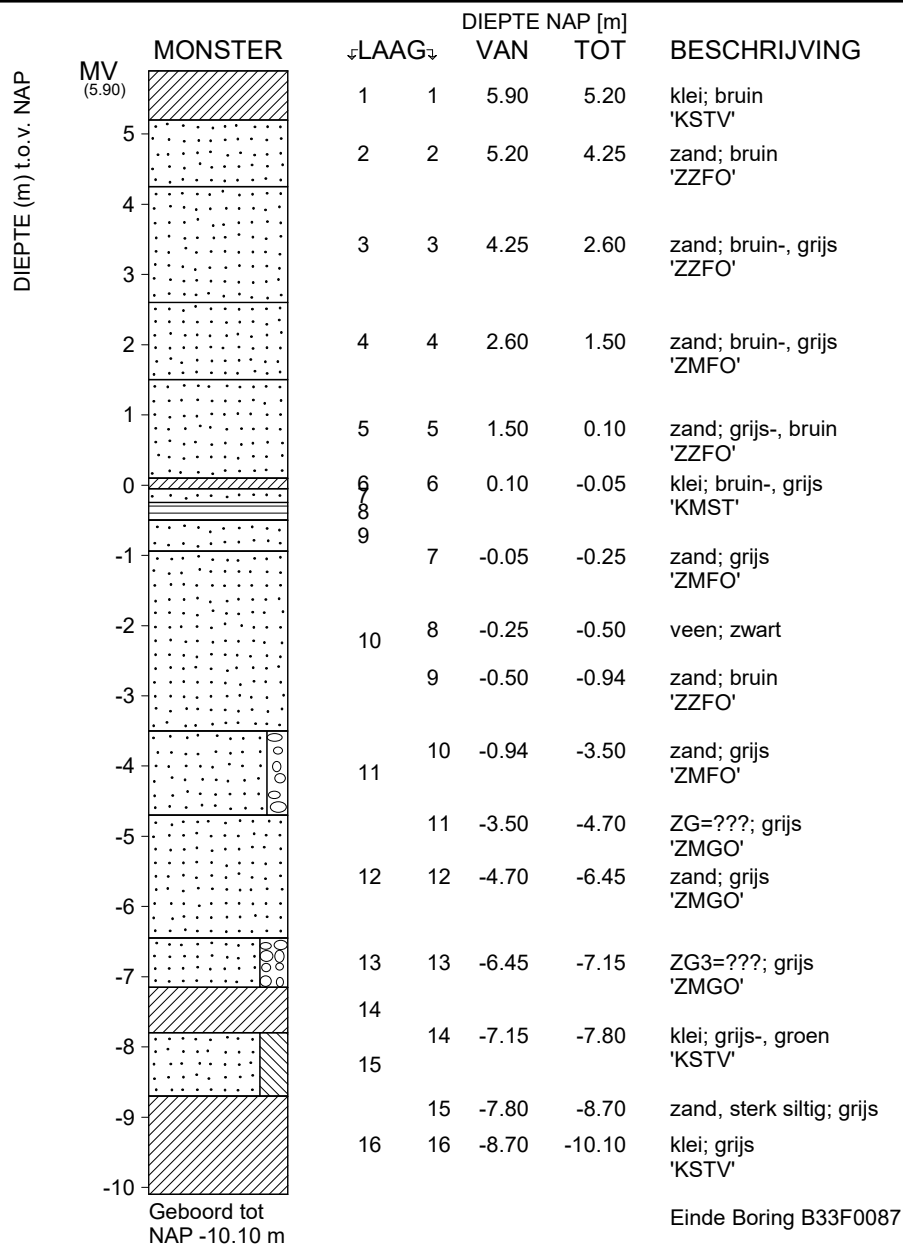 DIEPTE NAP [m]
MONSTER LAAG VAN TOT BESCHRIJVING
MV
(5.90)
DIEPTE (m) t.o.v. NAP
1 1 5.90 5.20 klei; bruin
'KSTV'
5
2 2 5.20 4.25 zand; bruin
'ZZFO'
4
3 3 4.25 2.60 zand; bruin-, grijs
'ZZFO'
3
2
4 4 2.60 1.50 zand; bruin-, grijs
'ZMFO'
1
5 5 1.50 0.10 zand; grijs-, bruin
'ZZFO'
0
6 6 0.10 -0.05 klei; bruin-, grijs
'KMST'
7
8
9
-1
7 -0.05 -0.25 zand; grijs
'ZMFO'
-2
8 -0.25 -0.50 veen; zwart
10
9 -0.50 -0.94 zand; bruin
'ZZFO'
-3
10 -0.94 -3.50 zand; grijs
'ZMFO'
-4
11
11 -3.50 -4.70 ZG=???; grijs
'ZMGO'
-5
12 12 -4.70 -6.45 zand; grijs
'ZMGO'
-6
13 13 -6.45 -7.15 ZG3=???; grijs
'ZMGO'
-7
14
14 -7.15 -7.80 klei; grijs-, groen
'KSTV'
-8
15
15 -7.80 -8.70 zand, sterk siltig; grijs
-9
16 16 -8.70 -10.10 klei; grijs
'KSTV'
-10
Geboord tot
NAP -10.10 m
Einde Boring B33F0087